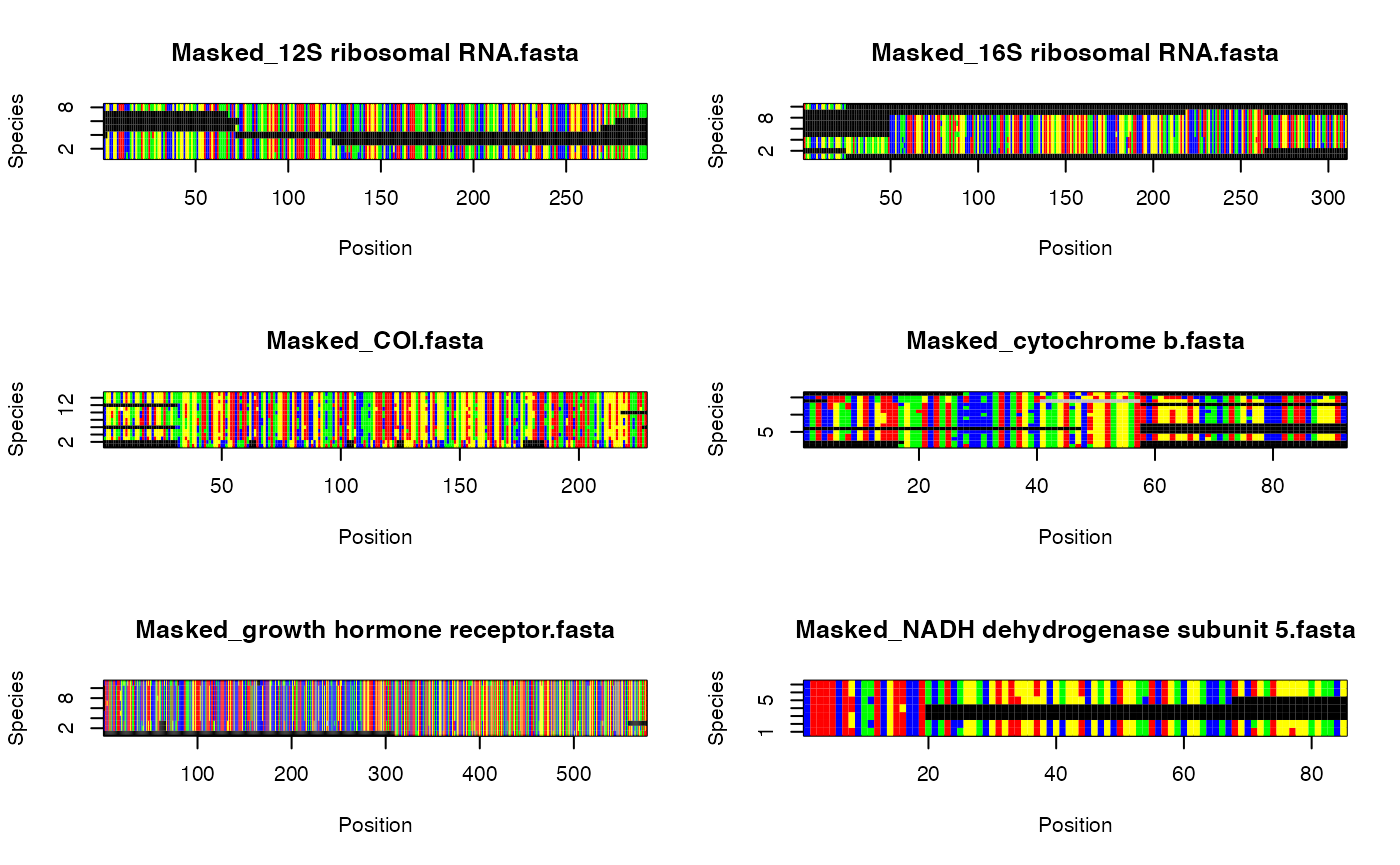 Masked_12S ribosomal RNA.fasta
Species
8
2
50 100 150 200 250
Position
Masked_16S ribosomal RNA.fasta
Species
8
2
50 100 150 200 250 300
Position
Masked_COI.fasta
Species
12
2
50 100 150 200
Position
Masked_cytochrome b.fasta
Species
5
20 40 60 80
Position
Masked_growth hormone receptor.fasta
Species
8
2
100 200 300 400 500
Position
Masked_NADH dehydrogenase subunit 5.fasta
Species
5
1
20 40 60 80
Position